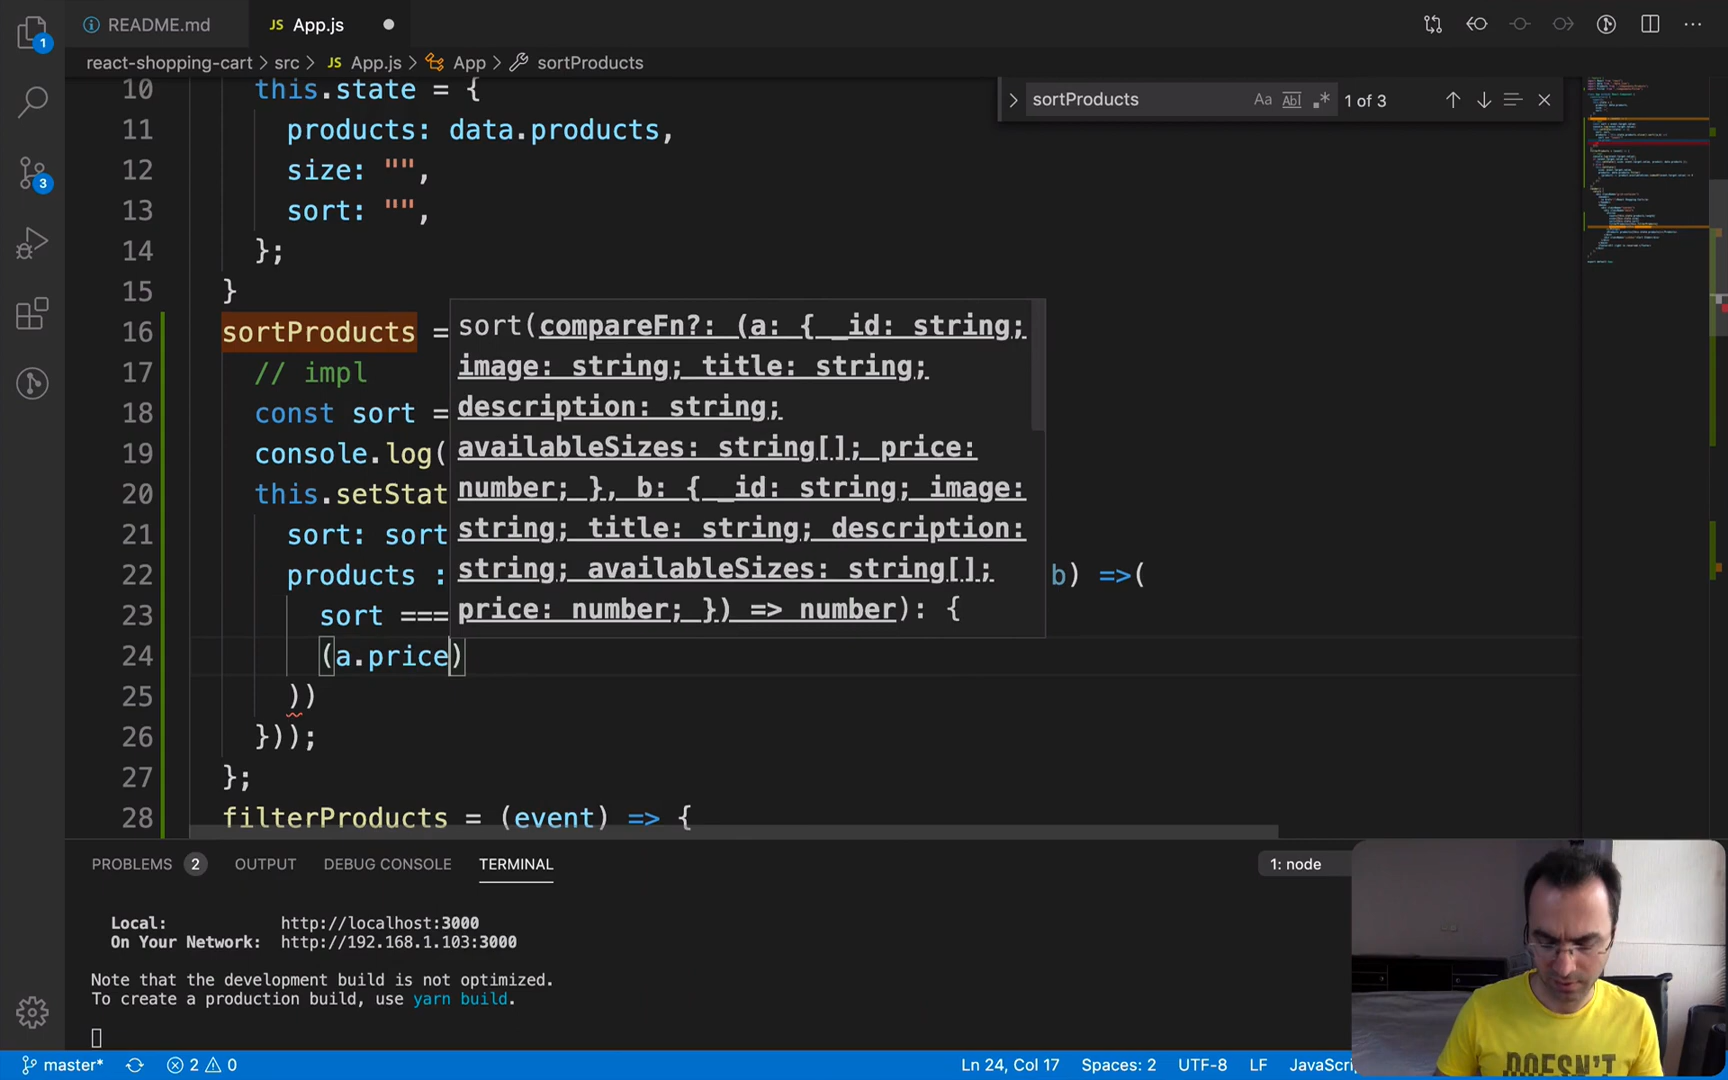 README.md
JS App.js
react-shopping-cart > src > JS App.js > App > sortProducts
sortProducts Aa Abl .* 1 of 3
10 this.state = {
11 products: data.products,
12 size: "",
13 sort: "",
14 };
15 }
16 sortProducts =
17 // impl
18 const sort =
19 console.log(
20 this.setStat
21 sort: sort
22 products : b) =>(
23 sort ===
24 (a.price)
25 ))
26 }));
27 };
28 filterProducts = (event) => {
sort(compareFn?: (a: { _id: string;
image: string; title: string;
description: string;
availableSizes: string[]; price:
number; }, b: { _id: string; image:
string; title: string; description:
string; availableSizes: string[];
price: number; }) => number): {
1
3
PROBLEMS 2 OUTPUT DEBUG CONSOLE TERMINAL 1: node
Local: http://localhost:3000
On Your Network: http://192.168.1.103:3000
Note that the development build is not optimized.
To create a production build, use yarn build.
DOESN'T
master* 2 0 Ln 24, Col 17 Spaces: 2 UTF-8 LF JavaScri